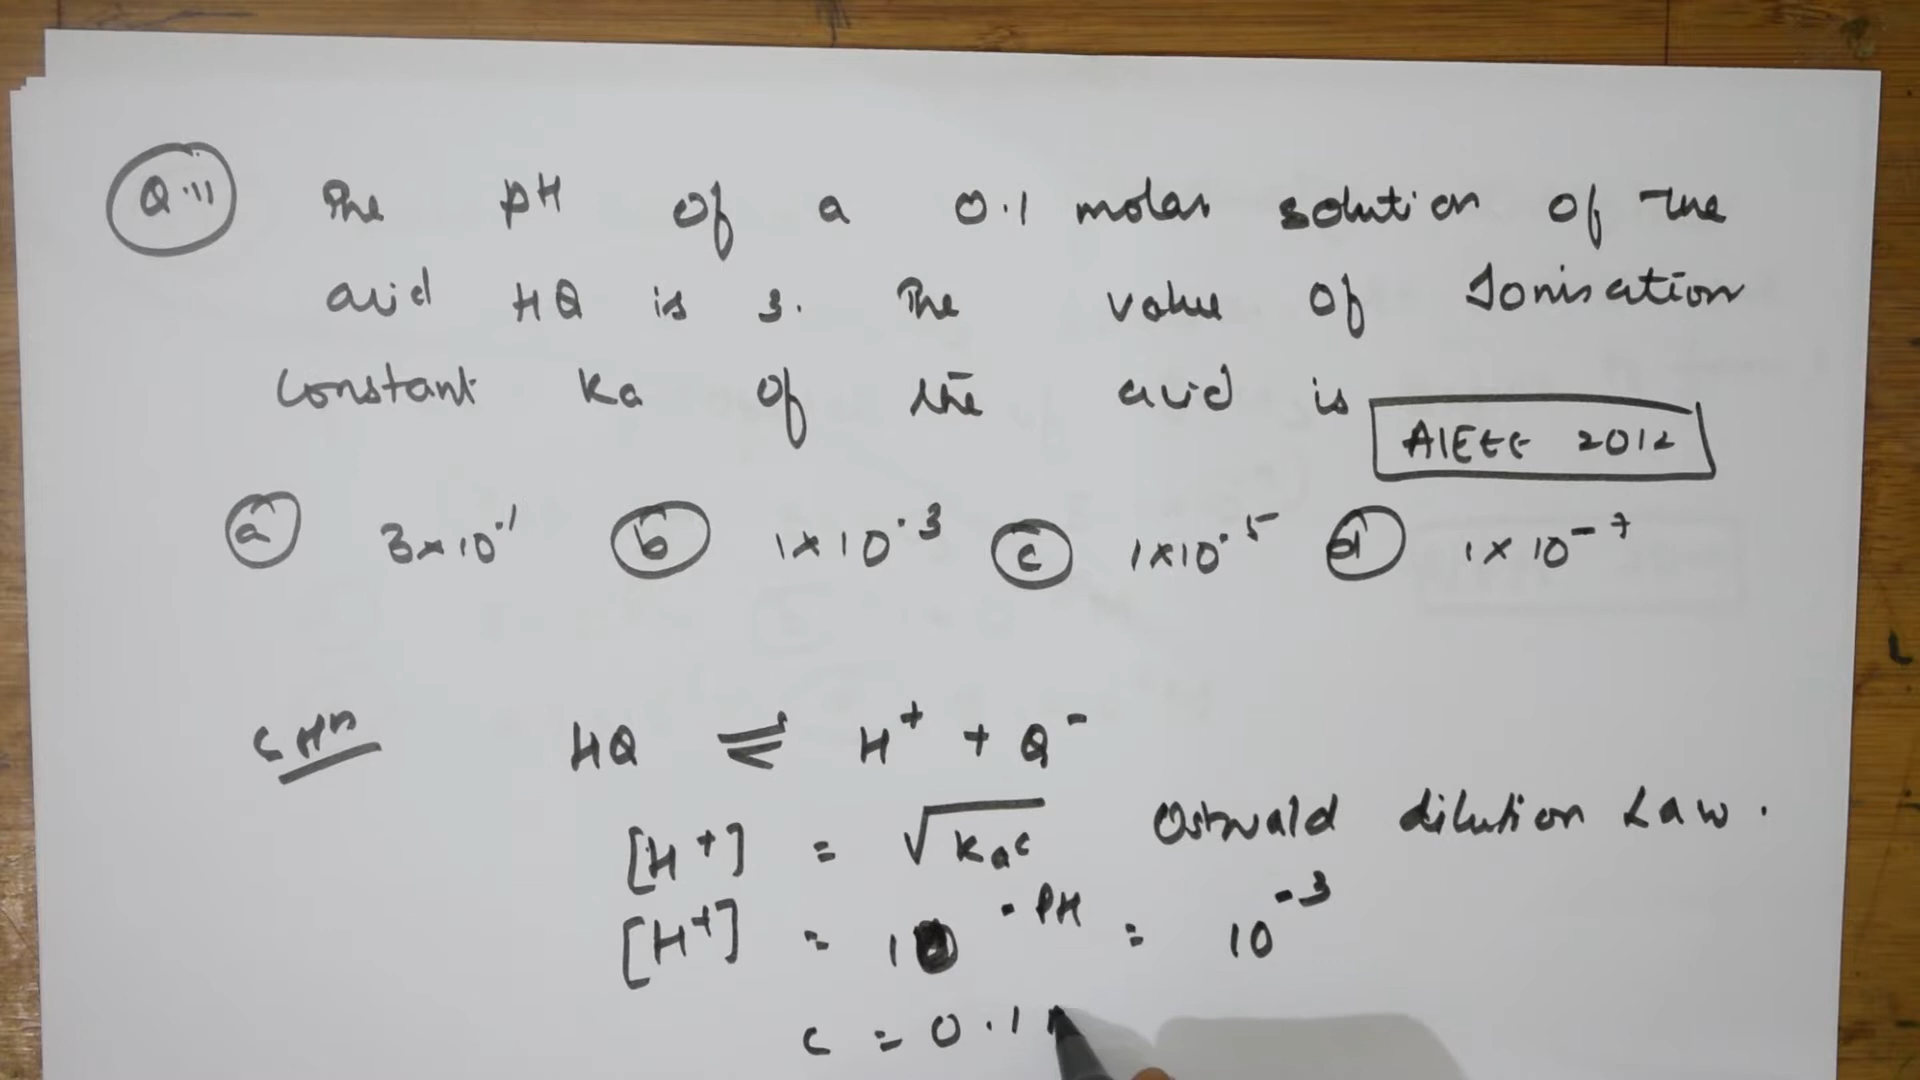 Q.11 The pH of a 0.1 molar solution of the
acid HQ is 3. The value of Ionisation
constant Ka of the acid is
AIEEE 2012
a 3×10⁻¹ b 1×10⁻³ c 1×10⁻⁵ d 1×10⁻⁷
HQ ⇌ H⁺ + Q⁻
[H⁺] = √KaC Ostwald dilution Law.
[H⁺] = 10⁻ᴾᴴ = 10⁻³
C = 0.1